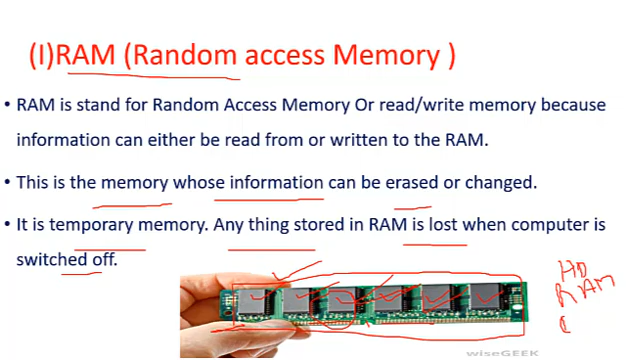 (I)RAM (Random access Memory )
• RAM is stand for Random Access Memory Or read/write memory because
information can either be read from or written to the RAM.
• This is the memory whose information can be erased or changed.
• It is temporary memory. Any thing stored in RAM is lost when computer is
switched off.
HD
RAM
wiseGEEK